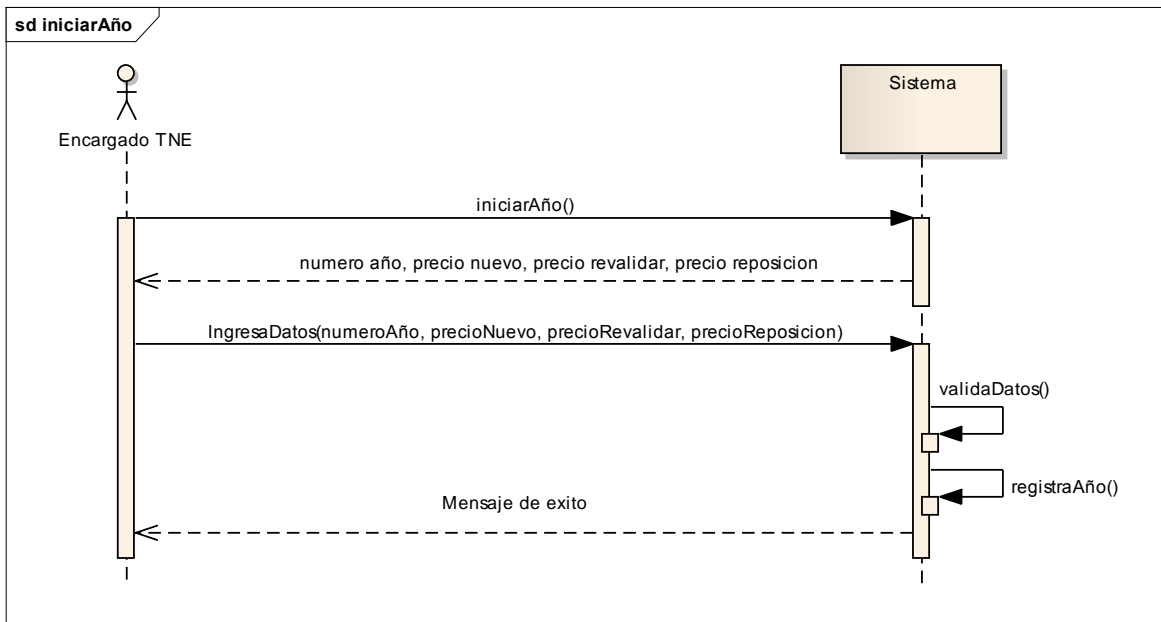 sd iniciarAño
Encargado TNE
Sistema
iniciarAño()
numero año, precio nuevo, precio revalidar, precio reposicion
IngresaDatos(numeroAño, precioNuevo, precioRevalidar, precioReposicion)
validaDatos()
registraAño()
Mensaje de exito